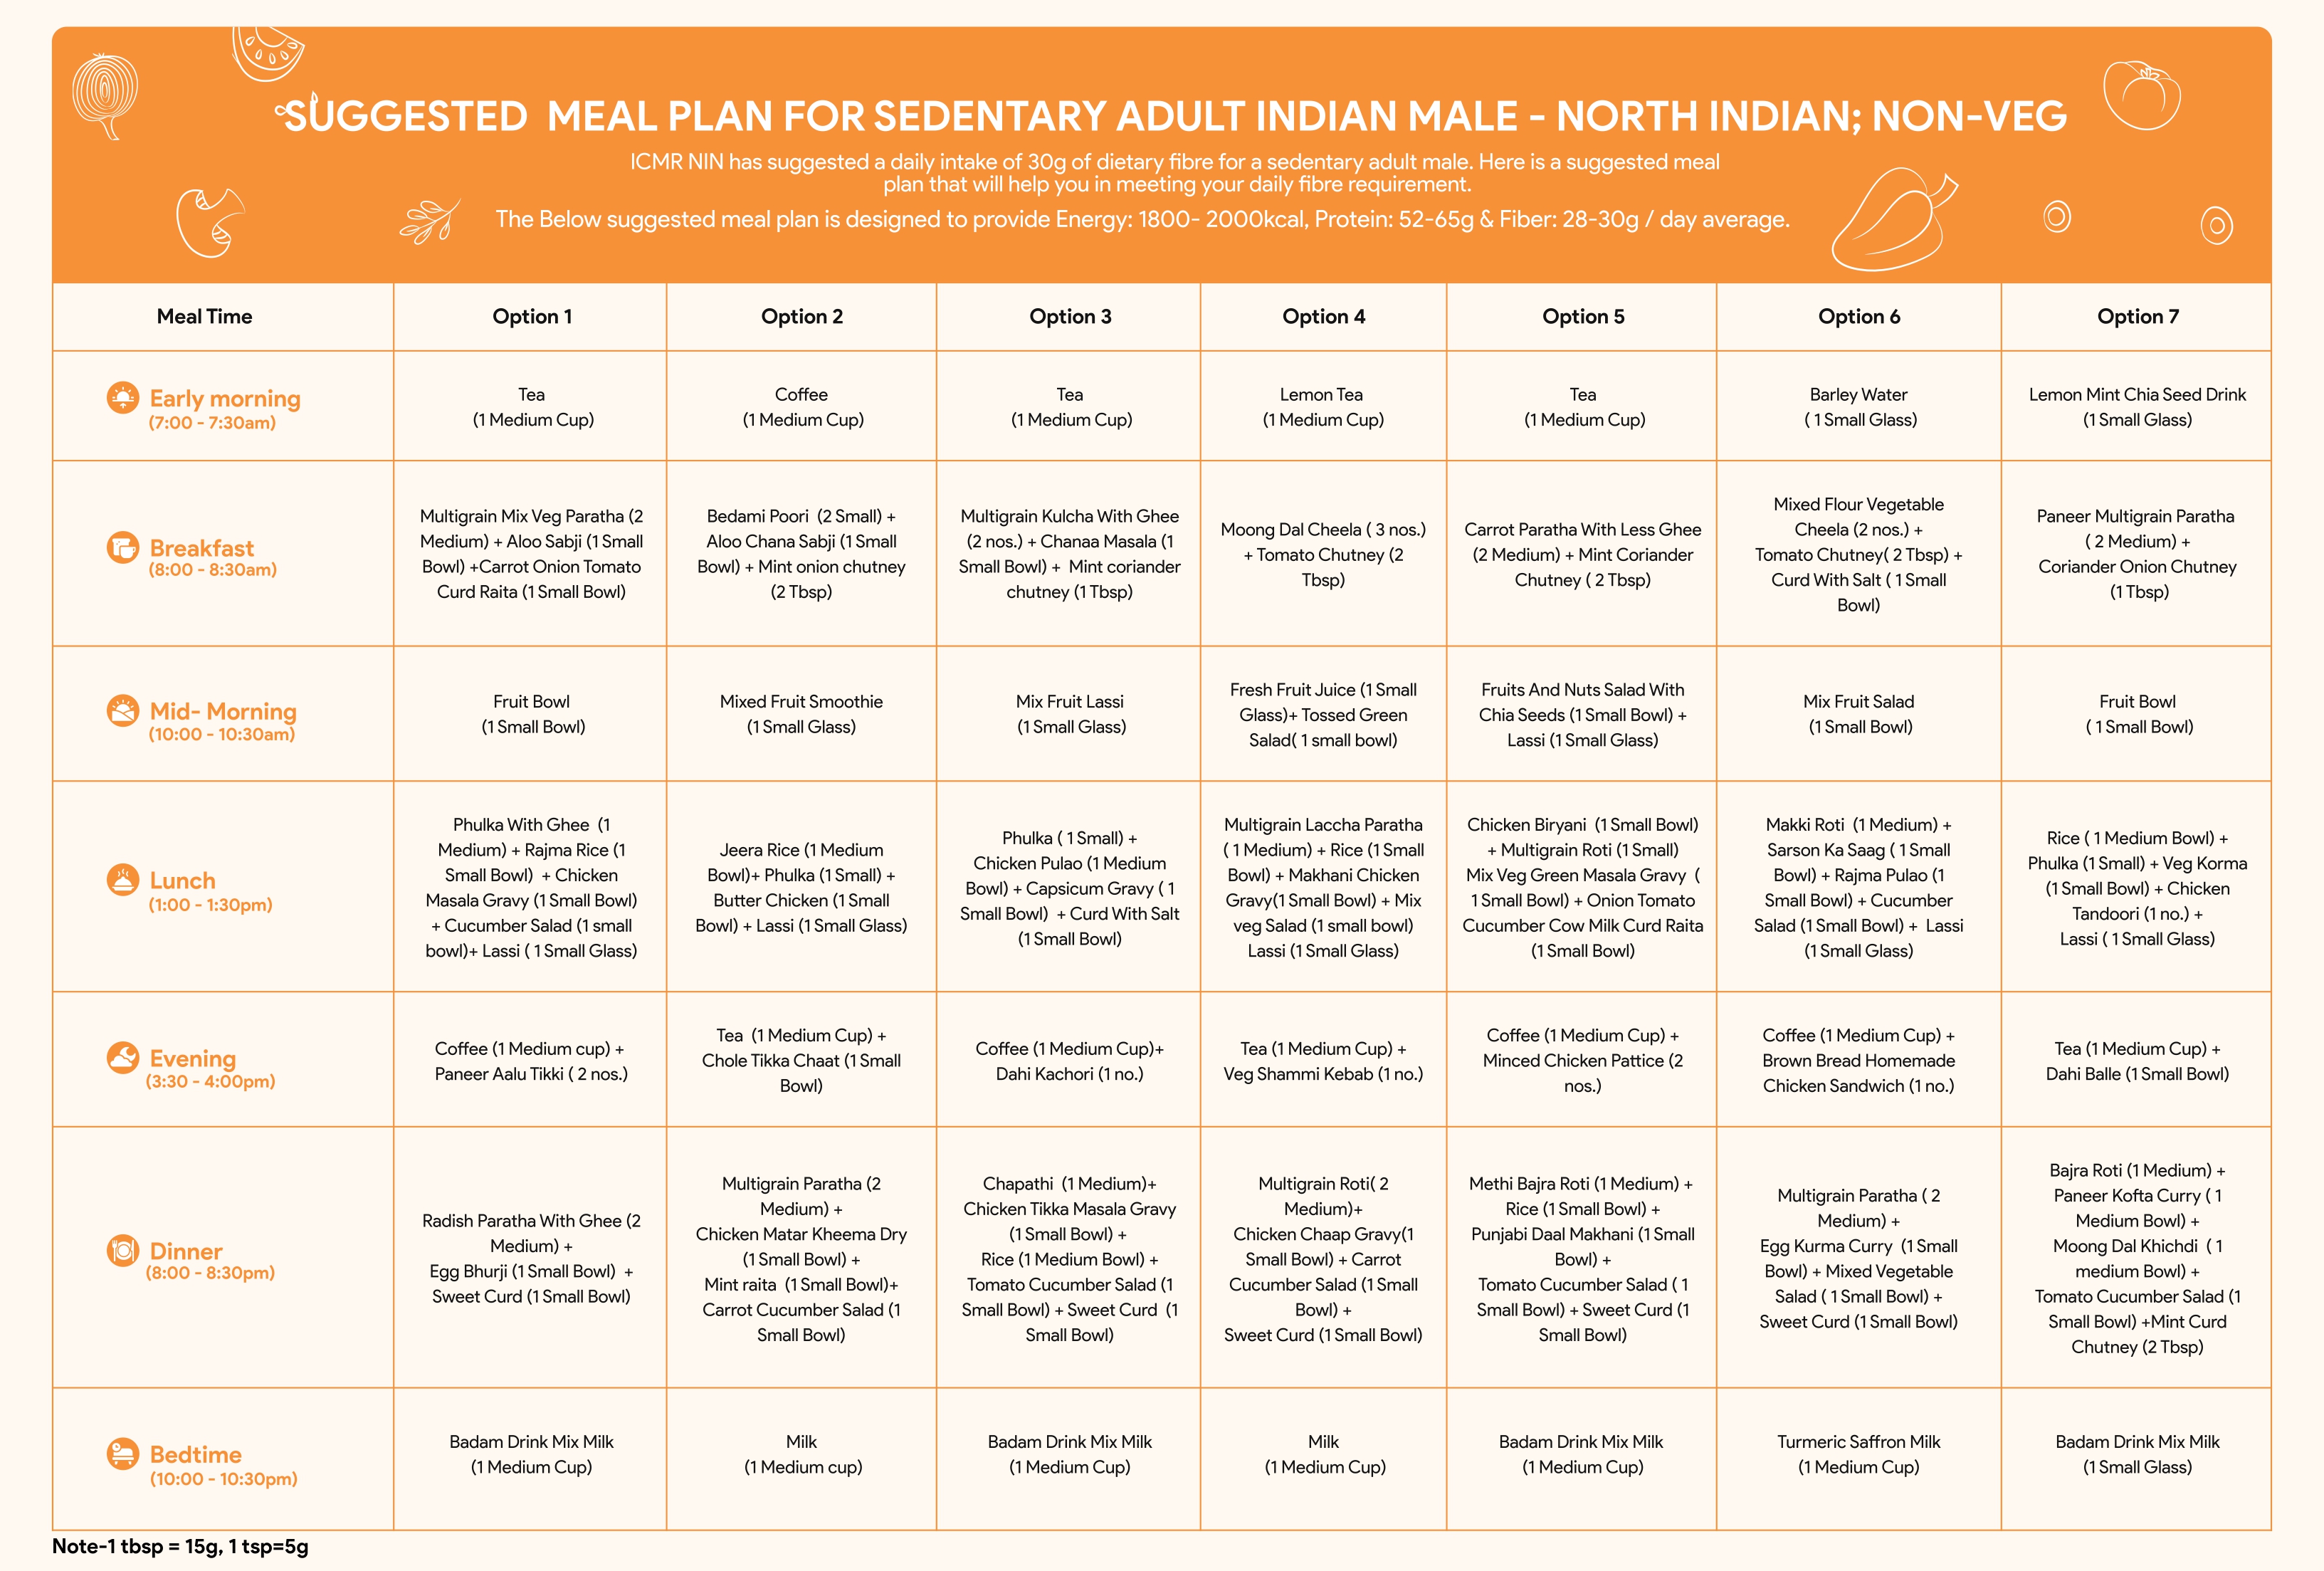 SUGGESTED  MEAL PLAN FOR SEDENTARY ADULT INDIAN MALE - NORTH INDIAN; NON-VEG
ICMR NIN has suggested a daily intake of 30g of dietary fibre for a sedentary adult male. Here is a suggested meal
plan that will help you in meeting your daily fibre requirement.
The Below suggested meal plan is designed to provide Energy: 1800- 2000kcal, Protein: 52-65g & Fiber: 28-30g / day average.
Meal Time
Option 1
Option 2
Option 3
Option 4
Option 5
Option 6
Option 7
Early morning
(7:00 - 7:30am)
Tea
(1 Medium Cup)
Coffee
(1 Medium Cup)
Tea
(1 Medium Cup)
Lemon Tea
(1 Medium Cup)
Tea
(1 Medium Cup)
Barley Water
( 1 Small Glass)
Lemon Mint Chia Seed Drink
(1 Small Glass)
Breakfast
(8:00 - 8:30am)
Multigrain Mix Veg Paratha (2
Medium) + Aloo Sabji (1 Small
Bowl) +Carrot Onion Tomato
Curd Raita (1 Small Bowl)
Bedami Poori  (2 Small) +
Aloo Chana Sabji (1 Small
Bowl) + Mint onion chutney
(2 Tbsp)
Multigrain Kulcha With Ghee
(2 nos.) + Chanaa Masala (1
Small Bowl) +  Mint coriander
chutney (1 Tbsp)
Moong Dal Cheela ( 3 nos.)
+ Tomato Chutney (2
Tbsp)
Carrot Paratha With Less Ghee
(2 Medium) + Mint Coriander
Chutney ( 2 Tbsp)
Mixed Flour Vegetable
Cheela (2 nos.) +
Tomato Chutney( 2 Tbsp) +
Curd With Salt ( 1 Small
Bowl)
Paneer Multigrain Paratha
( 2 Medium) +
Coriander Onion Chutney
(1 Tbsp)
Mid- Morning
(10:00 - 10:30am)
Fruit Bowl
(1 Small Bowl)
Mixed Fruit Smoothie
(1 Small Glass)
Mix Fruit Lassi
(1 Small Glass)
Fresh Fruit Juice (1 Small
Glass)+ Tossed Green
Salad( 1 small bowl)
Fruits And Nuts Salad With
Chia Seeds (1 Small Bowl) +
Lassi (1 Small Glass)
Mix Fruit Salad
(1 Small Bowl)
Fruit Bowl
( 1 Small Bowl)
Lunch
(1:00 - 1:30pm)
Phulka With Ghee  (1
Medium) + Rajma Rice (1
Small Bowl)  + Chicken
Masala Gravy (1 Small Bowl)
+ Cucumber Salad (1 small
bowl)+ Lassi ( 1 Small Glass)
Jeera Rice (1 Medium
Bowl)+ Phulka (1 Small) +
Butter Chicken (1 Small
Bowl) + Lassi (1 Small Glass)
Phulka ( 1 Small) +
Chicken Pulao (1 Medium
Bowl) + Capsicum Gravy ( 1
Small Bowl)  + Curd With Salt
(1 Small Bowl)
Multigrain Laccha Paratha
( 1 Medium) + Rice (1 Small
Bowl) + Makhani Chicken
Gravy(1 Small Bowl) + Mix
veg Salad (1 small bowl)
Lassi (1 Small Glass)
Chicken Biryani  (1 Small Bowl)
+ Multigrain Roti (1 Small)
Mix Veg Green Masala Gravy  (
1 Small Bowl) + Onion Tomato
Cucumber Cow Milk Curd Raita
(1 Small Bowl)
Makki Roti  (1 Medium) +
Sarson Ka Saag ( 1 Small
Bowl) + Rajma Pulao (1
Small Bowl) + Cucumber
Salad (1 Small Bowl) +  Lassi
(1 Small Glass)
Rice ( 1 Medium Bowl) +
Phulka (1 Small) + Veg Korma
(1 Small Bowl) + Chicken
Tandoori (1 no.) +
Lassi ( 1 Small Glass)
Evening
(3:30 - 4:00pm)
Coffee (1 Medium cup) +
Paneer Aalu Tikki ( 2 nos.)
Tea  (1 Medium Cup) +
Chole Tikka Chaat (1 Small
Bowl)
Coffee (1 Medium Cup)+
Dahi Kachori (1 no.)
Tea (1 Medium Cup) +
Veg Shammi Kebab (1 no.)
Coffee (1 Medium Cup) +
Minced Chicken Pattice (2
nos.)
Coffee (1 Medium Cup) +
Brown Bread Homemade
Chicken Sandwich (1 no.)
Tea (1 Medium Cup) +
Dahi Balle (1 Small Bowl)
Dinner
(8:00 - 8:30pm)
Radish Paratha With Ghee (2
Medium) +
Egg Bhurji (1 Small Bowl)  +
Sweet Curd (1 Small Bowl)
Multigrain Paratha (2
Medium) +
Chicken Matar Kheema Dry
(1 Small Bowl) +
Mint raita  (1 Small Bowl)+
Carrot Cucumber Salad (1
Small Bowl)
Chapathi  (1 Medium)+
Chicken Tikka Masala Gravy
(1 Small Bowl) +
Rice (1 Medium Bowl) +
Tomato Cucumber Salad (1
Small Bowl) + Sweet Curd  (1
Small Bowl)
Multigrain Roti( 2
Medium)+
Chicken Chaap Gravy(1
Small Bowl) + Carrot
Cucumber Salad (1 Small
Bowl) +
Sweet Curd (1 Small Bowl)
Methi Bajra Roti (1 Medium) +
Rice (1 Small Bowl) +
Punjabi Daal Makhani (1 Small
Bowl) +
Tomato Cucumber Salad ( 1
Small Bowl) + Sweet Curd (1
Small Bowl)
Multigrain Paratha ( 2
Medium) +
Egg Kurma Curry  (1 Small
Bowl) + Mixed Vegetable
Salad ( 1 Small Bowl) +
Sweet Curd (1 Small Bowl)
Bajra Roti (1 Medium) +
Paneer Kofta Curry ( 1
Medium Bowl) +
Moong Dal Khichdi  ( 1
medium Bowl) +
Tomato Cucumber Salad (1
Small Bowl) +Mint Curd
Chutney (2 Tbsp)
Bedtime
(10:00 - 10:30pm)
Badam Drink Mix Milk
(1 Medium Cup)
Milk
(1 Medium cup)
Badam Drink Mix Milk
(1 Medium Cup)
Milk
(1 Medium Cup)
Badam Drink Mix Milk
(1 Medium Cup)
Turmeric Saffron Milk
(1 Medium Cup)
Badam Drink Mix Milk
(1 Small Glass)
Note-1 tbsp = 15g, 1 tsp=5g